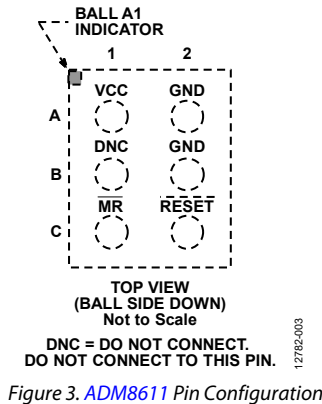 BALL A1
INDICATOR
1 2
VCC GND
A
DNC GND
B
MR RESET
C
TOP VIEW
(BALL SIDE DOWN)
Not to Scale
DNC = DO NOT CONNECT.
DO NOT CONNECT TO THIS PIN.
12782-003
Figure 3. ADM8611 Pin Configuration